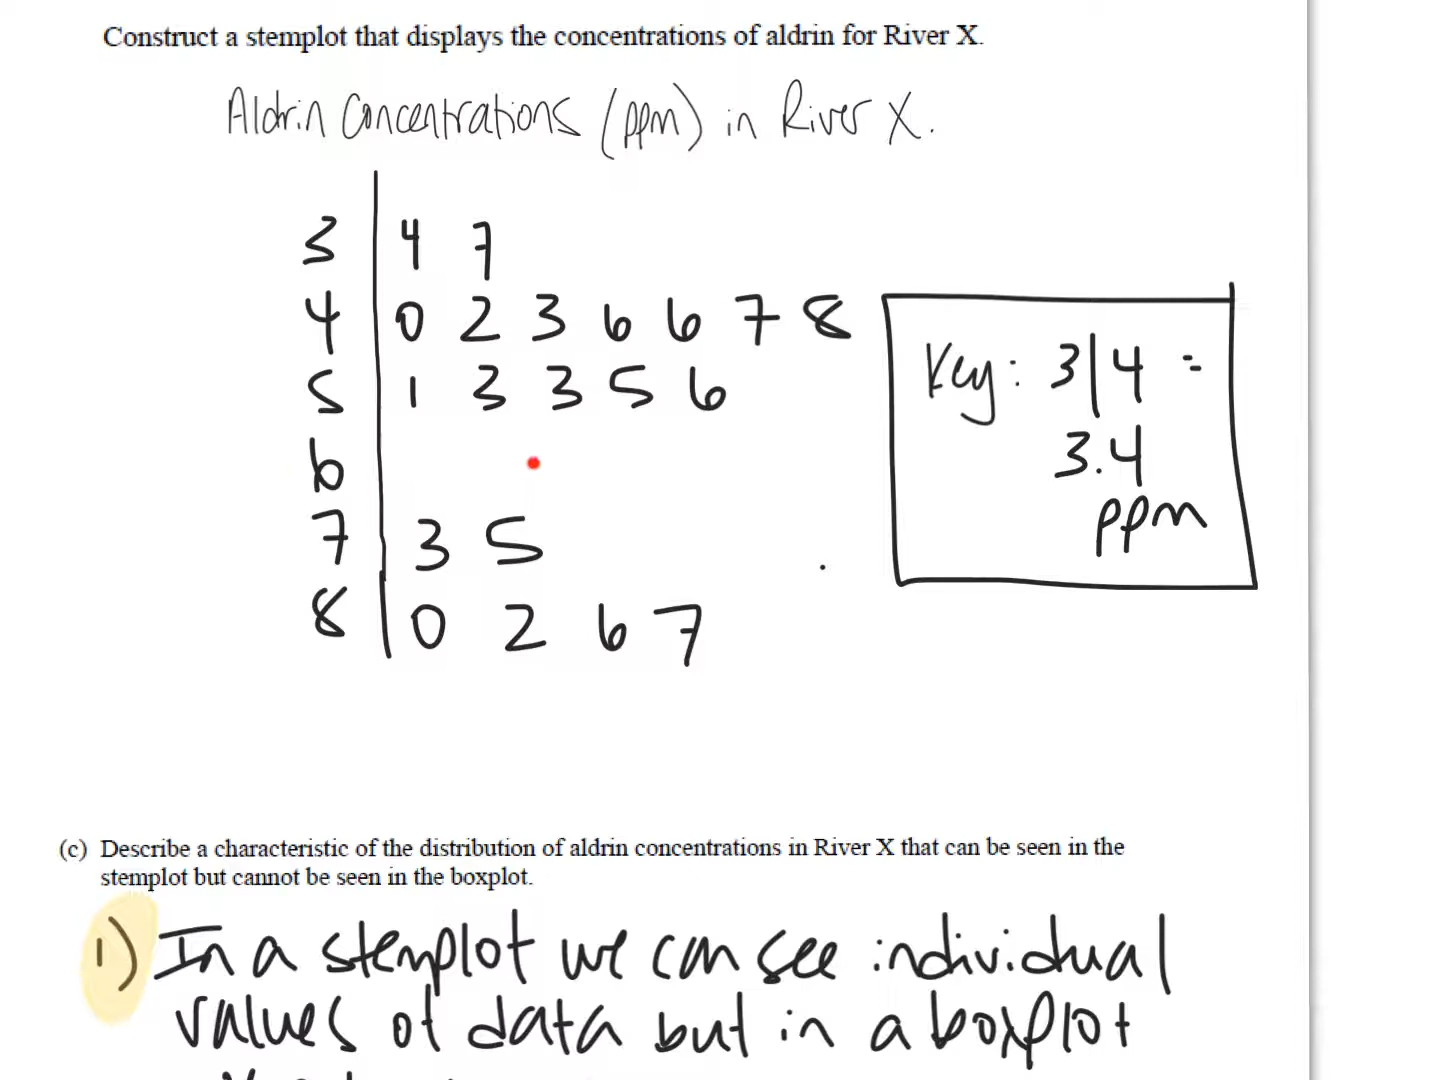 Construct a stemplot that displays the concentrations of aldrin for River X.
Aldrin Concentrations (ppm) in River X.
3 | 4 7
4 | 0 2 3 6 6 7 8
5 | 1 3 3 5 6
6 |
7 | 3 5
8 | 0 2 6 7
Key: 3|4 =
3.4
ppm
(c) Describe a characteristic of the distribution of aldrin concentrations in River X that can be seen in the
stemplot but cannot be seen in the boxplot.
1) In a stemplot we can see individual
values of data but in a boxplot